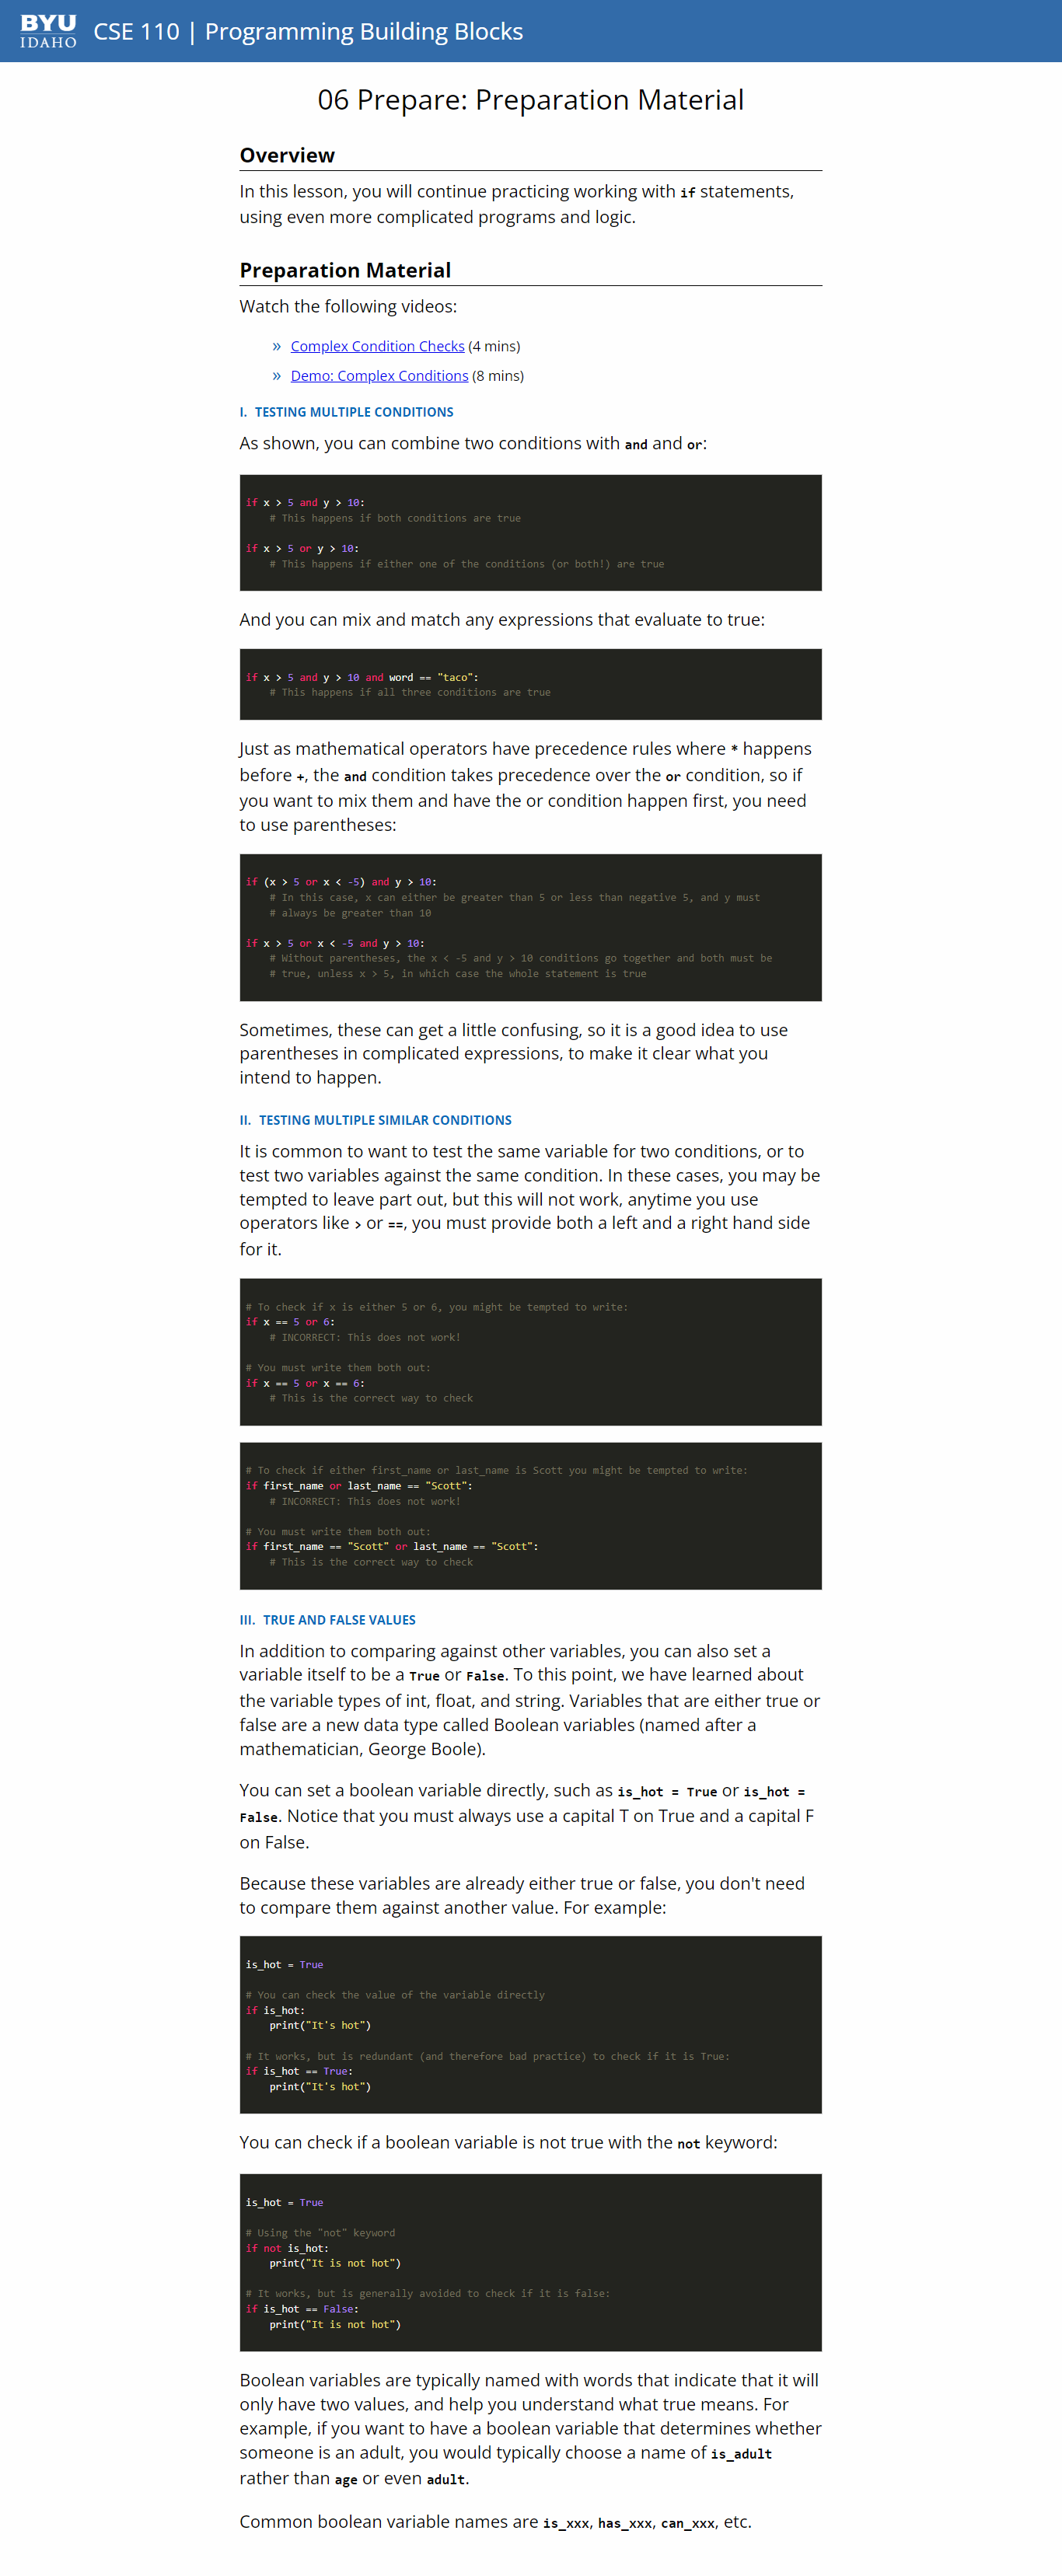 BYU
IDAHO
CSE 110 | Programming Building Blocks
06 Prepare: Preparation Material
Overview
In this lesson, you will continue practicing working with if statements,
using even more complicated programs and logic.
Preparation Material
Watch the following videos:
» Complex Condition Checks (4 mins)
» Demo: Complex Conditions (8 mins)
I. TESTING MULTIPLE CONDITIONS
As shown, you can combine two conditions with and and or:
if x > 5 and y > 10:
    # This happens if both conditions are true
if x > 5 or y > 10:
    # This happens if either one of the conditions (or both!) are true
And you can mix and match any expressions that evaluate to true:
if x > 5 and y > 10 and word == "taco":
    # This happens if all three conditions are true
Just as mathematical operators have precedence rules where * happens
before +, the and condition takes precedence over the or condition, so if
you want to mix them and have the or condition happen first, you need
to use parentheses:
if (x > 5 or x < -5) and y > 10:
    # In this case, x can either be greater than 5 or less than negative 5, and y must
    # always be greater than 10
if x > 5 or x < -5 and y > 10:
    # Without parentheses, the x < -5 and y > 10 conditions go together and both must be
    # true, unless x > 5, in which case the whole statement is true
Sometimes, these can get a little confusing, so it is a good idea to use
parentheses in complicated expressions, to make it clear what you
intend to happen.
II. TESTING MULTIPLE SIMILAR CONDITIONS
It is common to want to test the same variable for two conditions, or to
test two variables against the same condition. In these cases, you may be
tempted to leave part out, but this will not work, anytime you use
operators like > or ==, you must provide both a left and a right hand side
for it.
# To check if x is either 5 or 6, you might be tempted to write:
if x == 5 or 6:
    # INCORRECT: This does not work!
# You must write them both out:
if x == 5 or x == 6:
    # This is the correct way to check
# To check if either first_name or last_name is Scott you might be tempted to write:
if first_name or last_name == "Scott":
    # INCORRECT: This does not work!
# You must write them both out:
if first_name == "Scott" or last_name == "Scott":
    # This is the correct way to check
III. TRUE AND FALSE VALUES
In addition to comparing against other variables, you can also set a
variable itself to be a True or False. To this point, we have learned about
the variable types of int, float, and string. Variables that are either true or
false are a new data type called Boolean variables (named after a
mathematician, George Boole).
You can set a boolean variable directly, such as is_hot = True or is_hot =
False. Notice that you must always use a capital T on True and a capital F
on False.
Because these variables are already either true or false, you don't need
to compare them against another value. For example:
is_hot = True
# You can check the value of the variable directly
if is_hot:
    print("It's hot")
# It works, but is redundant (and therefore bad practice) to check if it is True:
if is_hot == True:
    print("It's hot")
You can check if a boolean variable is not true with the not keyword:
is_hot = True
# Using the "not" keyword
if not is_hot:
    print("It is not hot")
# It works, but is generally avoided to check if it is false:
if is_hot == False:
    print("It is not hot")
Boolean variables are typically named with words that indicate that it will
only have two values, and help you understand what true means. For
example, if you want to have a boolean variable that determines whether
someone is an adult, you would typically choose a name of is_adult
rather than age or even adult.
Common boolean variable names are is_xxx, has_xxx, can_xxx, etc.